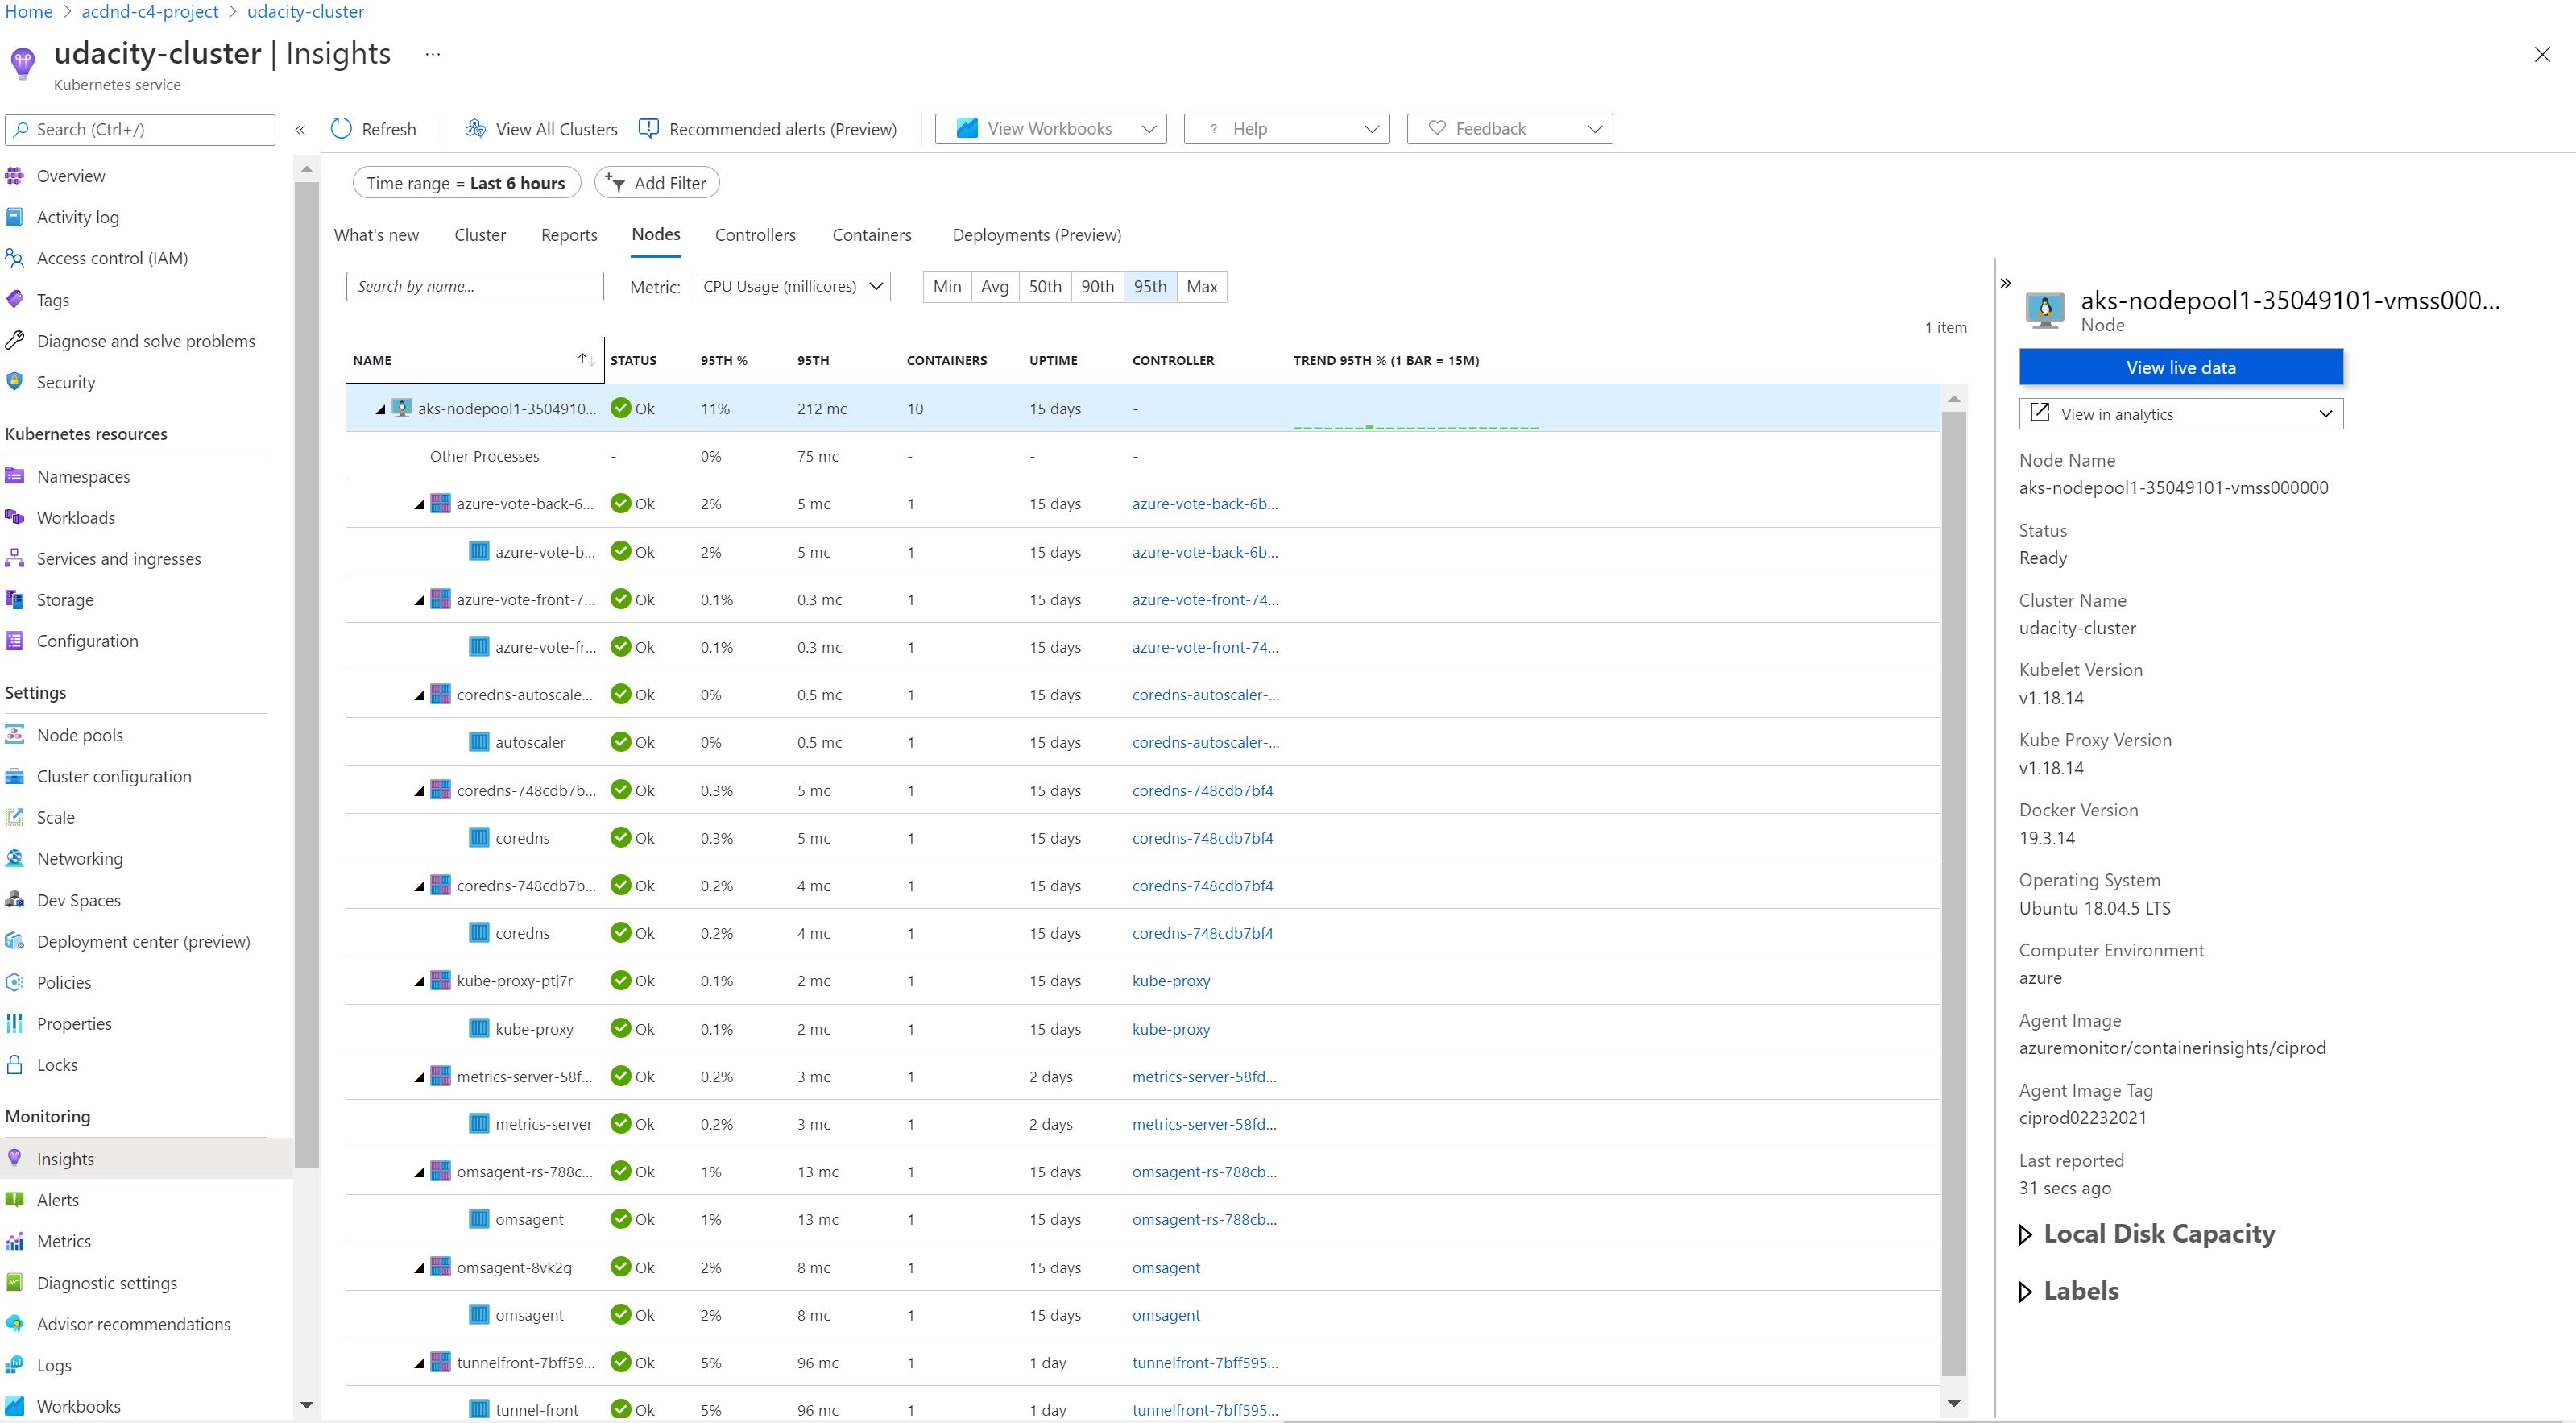 Home > acdnd-c4-project > udacity-cluster
udacity-cluster | Insights ...
Kubernetes service
Search (Ctrl+/)
«
Refresh
View All Clusters
Recommended alerts (Preview)
View Workbooks
? Help
Feedback
Overview
Activity log
Access control (IAM)
Tags
Diagnose and solve problems
Security
Kubernetes resources
Namespaces
Workloads
Services and ingresses
Storage
Configuration
Settings
Node pools
Cluster configuration
Scale
Networking
Dev Spaces
Deployment center (preview)
Policies
Properties
Locks
Monitoring
Insights
Alerts
Metrics
Diagnostic settings
Advisor recommendations
Logs
Workbooks
Time range = Last 6 hours
Add Filter
What's new Cluster Reports Nodes Controllers Containers Deployments (Preview)
Search by name... Metric: CPU Usage (millicores) Min Avg 50th 90th 95th Max
1 item
NAME STATUS 95TH % 95TH CONTAINERS UPTIME CONTROLLER TREND 95TH % (1 BAR = 15M)
aks-nodepool1-3504910... Ok 11% 212 mc 10 15 days -
Other Processes - 0% 75 mc - - -
azure-vote-back-6... Ok 2% 5 mc 1 15 days azure-vote-back-6b...
azure-vote-b... Ok 2% 5 mc 1 15 days azure-vote-back-6b...
azure-vote-front-7... Ok 0.1% 0.3 mc 1 15 days azure-vote-front-74...
azure-vote-fr... Ok 0.1% 0.3 mc 1 15 days azure-vote-front-74...
coredns-autoscale... Ok 0% 0.5 mc 1 15 days coredns-autoscaler-...
autoscaler Ok 0% 0.5 mc 1 15 days coredns-autoscaler-...
coredns-748cdb7b... Ok 0.3% 5 mc 1 15 days coredns-748cdb7bf4
coredns Ok 0.3% 5 mc 1 15 days coredns-748cdb7bf4
coredns-748cdb7b... Ok 0.2% 4 mc 1 15 days coredns-748cdb7bf4
coredns Ok 0.2% 4 mc 1 15 days coredns-748cdb7bf4
kube-proxy-ptj7r Ok 0.1% 2 mc 1 15 days kube-proxy
kube-proxy Ok 0.1% 2 mc 1 15 days kube-proxy
metrics-server-58f... Ok 0.2% 3 mc 1 2 days metrics-server-58fd...
metrics-server Ok 0.2% 3 mc 1 2 days metrics-server-58fd...
omsagent-rs-788c... Ok 1% 13 mc 1 15 days omsagent-rs-788cb...
omsagent Ok 1% 13 mc 1 15 days omsagent-rs-788cb...
omsagent-8vk2g Ok 2% 8 mc 1 15 days omsagent
omsagent Ok 2% 8 mc 1 15 days omsagent
tunnelfront-7bff59... Ok 5% 96 mc 1 1 day tunnelfront-7bff595...
tunnel-front Ok 5% 96 mc 1 1 day tunnelfront-7bff595...
»
aks-nodepool1-35049101-vmss000...
Node
View live data
View in analytics
Node Name
aks-nodepool1-35049101-vmss000000
Status
Ready
Cluster Name
udacity-cluster
Kubelet Version
v1.18.14
Kube Proxy Version
v1.18.14
Docker Version
19.3.14
Operating System
Ubuntu 18.04.5 LTS
Computer Environment
azure
Agent Image
azuremonitor/containerinsights/ciprod
Agent Image Tag
ciprod02232021
Last reported
31 secs ago
Local Disk Capacity
Labels